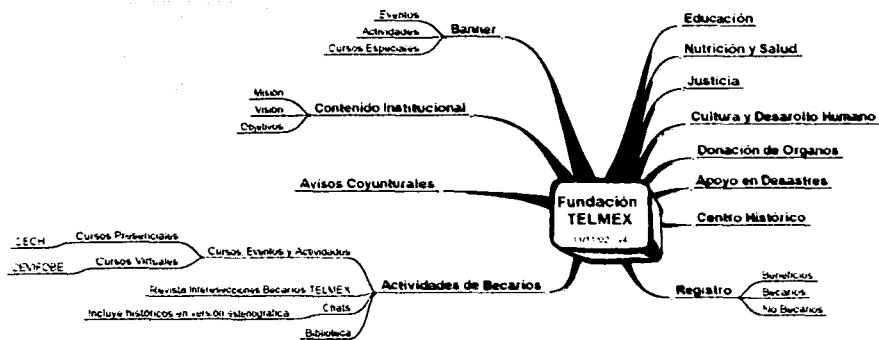 Eventos
Actividades
Cursos Especiales
Banner
Misión
Visión
Objetivos
Contenido Institucional
Avisos Coyunturales
CECH
Cursos Presenciales
Cursos Virtuales
Cursos, Eventos y Actividades
Revista Intersecciones Becarios TELMEX
Incluye históricos en versión estenográfica
Chats
Biblioteca
Actividades de Becarios
Fundación
TELMEX
Educación
Nutrición y Salud
Justicia
Cultura y Desarollo Humano
Donación de Organos
Apoyo en Desastres
Centro Histórico
Registro
Beneficios
Becarios
No Becarios